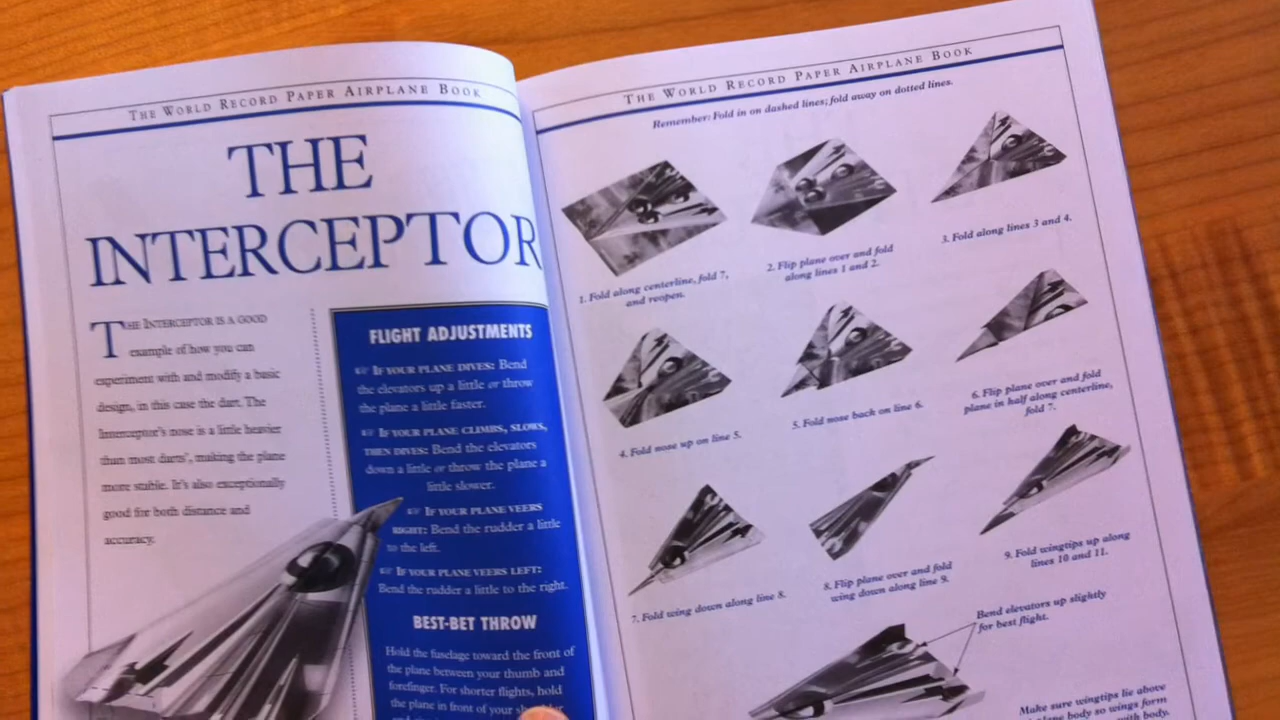 THE WORLD RECORD PAPER AIRPLANE BOOK
THE
INTERCEPTOR
THE INTERCEPTOR IS A GOOD
example of how you can
experiment with and modify a basic
design, in this case the dart. The
Interceptor's nose is a little heavier
than most darts', making the plane
more stable. It's also exceptionally
good for both distance and
accuracy.
FLIGHT ADJUSTMENTS
☞ IF YOUR PLANE DIVES: Bend
the elevators up a little or throw
the plane a little faster.
☞ IF YOUR PLANE CLIMBS, SLOWS,
THEN DIVES: Bend the elevators
down a little or throw the plane a
little slower.
☞ IF YOUR PLANE VEERS
RIGHT: Bend the rudder a little
to the left.
☞ IF YOUR PLANE VEERS LEFT:
Bend the rudder a little to the right.
BEST-BET THROW
Hold the fuselage toward the front of
the plane between your thumb and
forefinger. For shorter flights, hold
the plane in front of your
THE WORLD RECORD PAPER AIRPLANE BOOK
Remember: Fold in on dashed lines; fold away on dotted lines.
1. Fold along centerline, fold 7,
and reopen.
2. Flip plane over and fold
along lines 1 and 2.
3. Fold along lines 3 and 4.
4. Fold nose up on line 5.
5. Fold nose back on line 6.
6. Flip plane over and fold
plane in half along centerline,
fold 7.
7. Fold wing down along line 8.
8. Flip plane over and fold
wing down along line 9.
9. Fold wingtips up along
lines 10 and 11.
Bend elevators up slightly
for best flight.
Make sure wingtips lie above
plane body so wings form
with body.